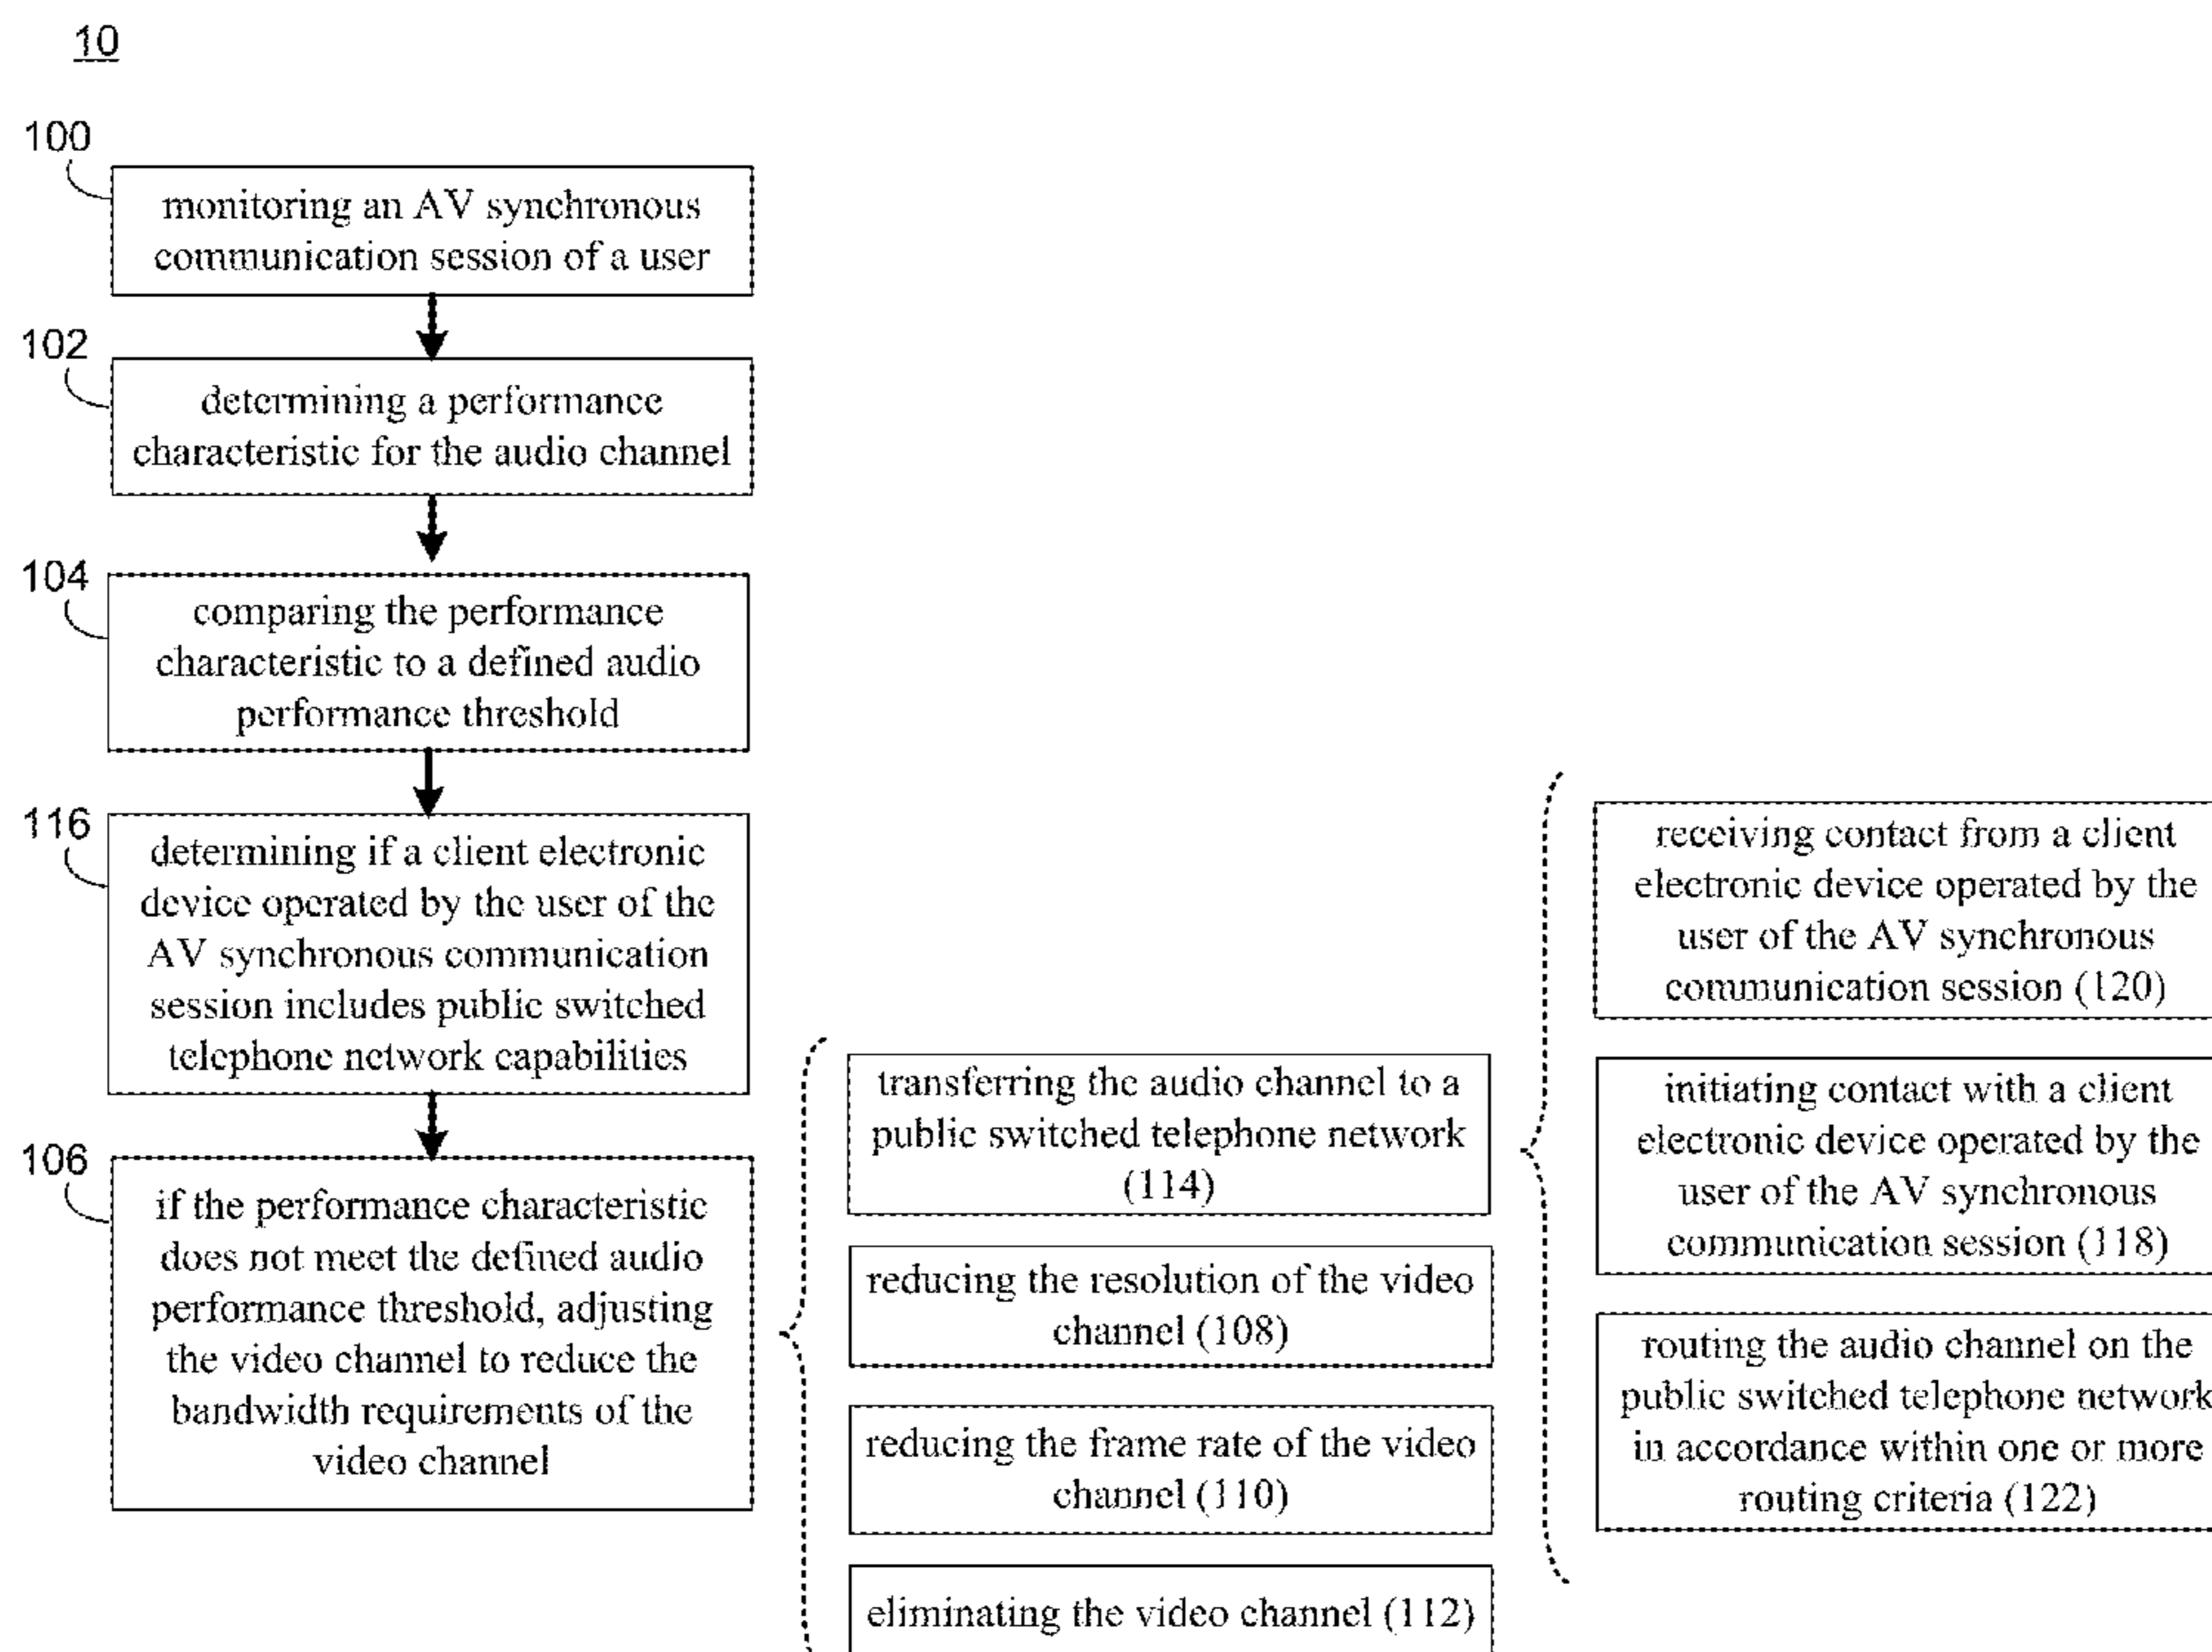 10
100
monitoring an AV synchronous
communication session of a user
102
determining a performance
characteristic for the audio channel
104
comparing the performance
characteristic to a defined audio
performance threshold
116
determining if a client electronic
device operated by the user of the
AV synchronous communication
session includes public switched
telephone network capabilities
106
if the performance characteristic
does not meet the defined audio
performance threshold, adjusting
the video channel to reduce the
bandwidth requirements of the
video channel
transferring the audio channel to a
public switched telephone network
(114)
reducing the resolution of the video
channel (108)
reducing the frame rate of the video
channel (110)
eliminating the video channel (112)
receiving contact from a client
electronic device operated by the
user of the AV synchronous
communication session (120)
initiating contact with a client
electronic device operated by the
user of the AV synchronous
communication session (118)
routing the audio channel on the
public switched telephone network
in accordance within one or more
routing criteria (122)